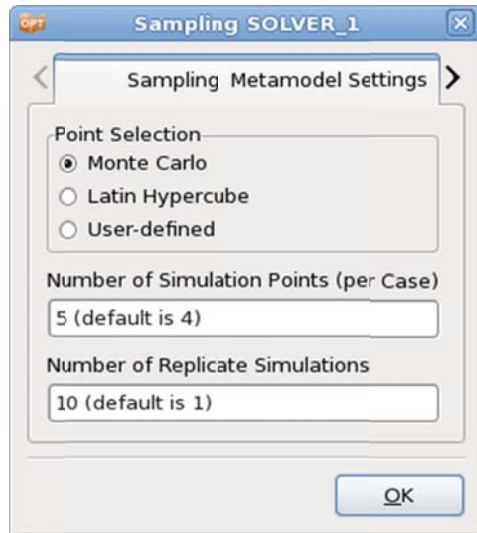 OPT
Sampling SOLVER_1
Sampling Metamodel Settings
Point Selection
Monte Carlo
Latin Hypercube
User-defined
Number of Simulation Points (per Case)
5 (default is 4)
Number of Replicate Simulations
10 (default is 1)
OK